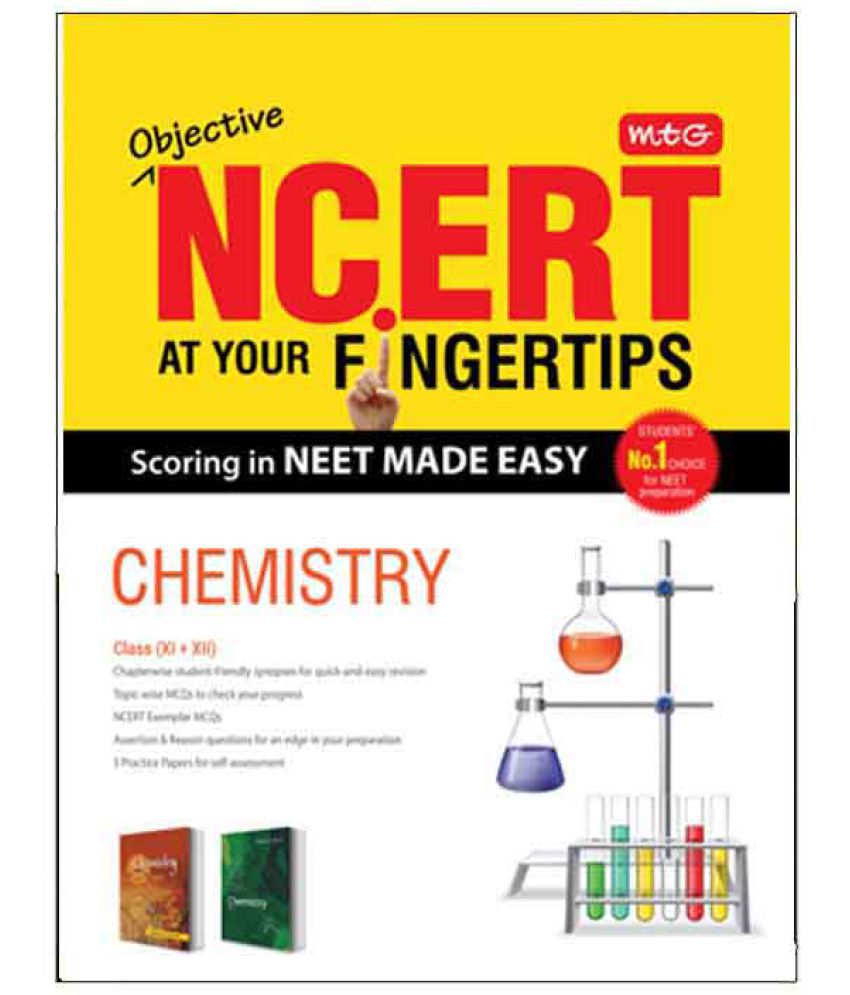 Objective
mtG
NCERT
AT YOUR FINGERTIPS
Scoring in NEET MADE EASY
STUDENTS'
No.1 CHOICE
for NEET
preparation
CHEMISTRY
Class (XI + XII)
Chapterwise student-friendly synopses for quick-and-easy revision
Topic-wise MCQs to check your progress
NCERT Exemplar MCQs
Assertion & Reason questions for an edge in your preparation
Practice Papers for self-assessment
Chemistry
Chemistry